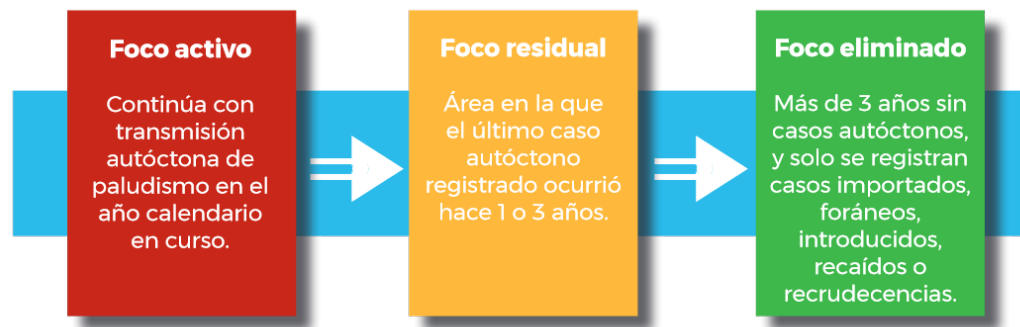 Foco activo
Continúa con
transmisión
autóctona de
paludismo en el
año calendario
en curso.
Foco residual
Área en la que
el último caso
autóctono
registrado ocurrió
hace 1 o 3 años.
Foco eliminado
Más de 3 años sin
casos autóctonos,
y solo se registran
casos importados,
foráneos,
introducidos,
recaídos o
recrudecencias.